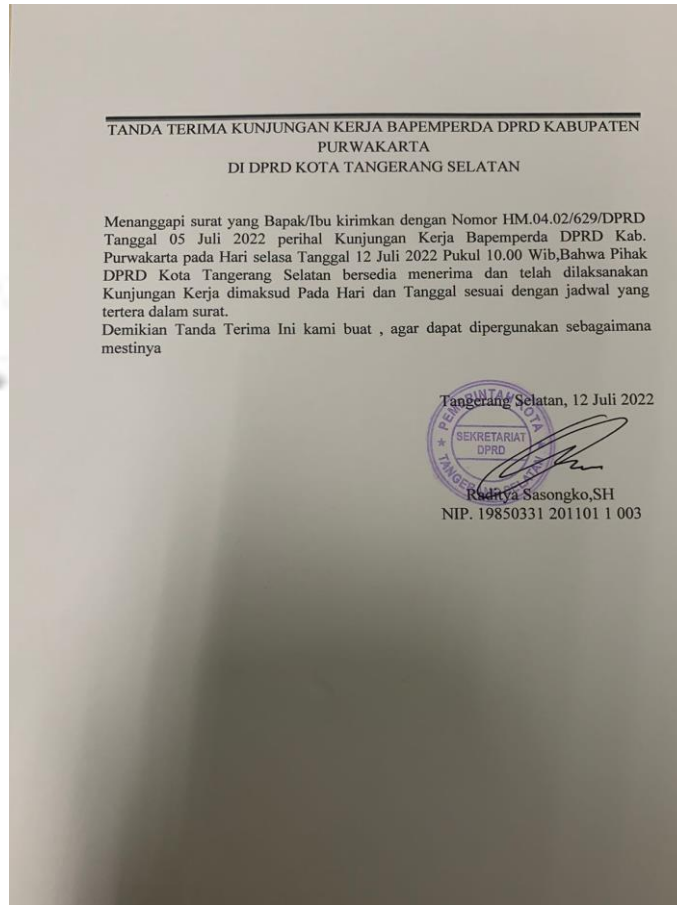 TANDA TERIMA KUNJUNGAN KERJA BAPEMPERDA DPRD KABUPATEN
PURWAKARTA
DI DPRD KOTA TANGERANG SELATAN
Menanggapi surat yang Bapak/Ibu kirimkan dengan Nomor HM.04.02/629/DPRD
Tanggal 05 Juli 2022 perihal Kunjungan Kerja Bapemperda DPRD Kab.
Purwakarta pada Hari selasa Tanggal 12 Juli 2022 Pukul 10.00 Wib,Bahwa Pihak
DPRD Kota Tangerang Selatan bersedia menerima dan telah dilaksanakan
Kunjungan Kerja dimaksud Pada Hari dan Tanggal sesuai dengan jadwal yang
tertera dalam surat.
Demikian Tanda Terima Ini kami buat , agar dapat dipergunakan sebagaimana
mestinya
Tangerang Selatan, 12 Juli 2022
PEMERINTAH KOTA
SEKRETARIAT
DPRD
TANGERANG SELATAN
Raditya Sasongko,SH
NIP. 19850331 201101 1 003